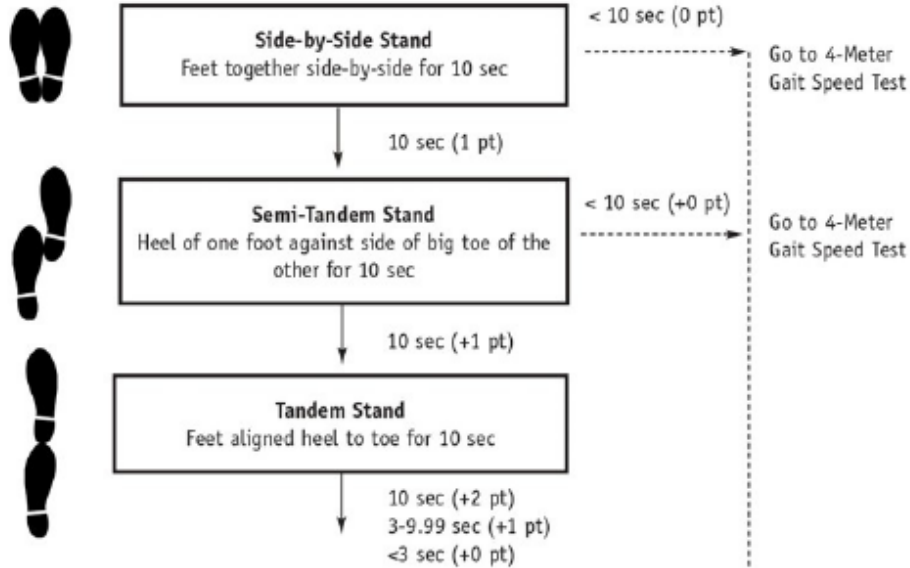 < 10 sec (0 pt)
Side-by-Side Stand
Feet together side-by-side for 10 sec
Go to 4-Meter
Gait Speed Test
10 sec (1 pt)
Semi-Tandem Stand
Heel of one foot against side of big toe of the
other for 10 sec
< 10 sec (+0 pt)
Go to 4-Meter
Gait Speed Test
10 sec (+1 pt)
Tandem Stand
Feet aligned heel to toe for 10 sec
10 sec (+2 pt)
3-9.99 sec (+1 pt)
<3 sec (+0 pt)